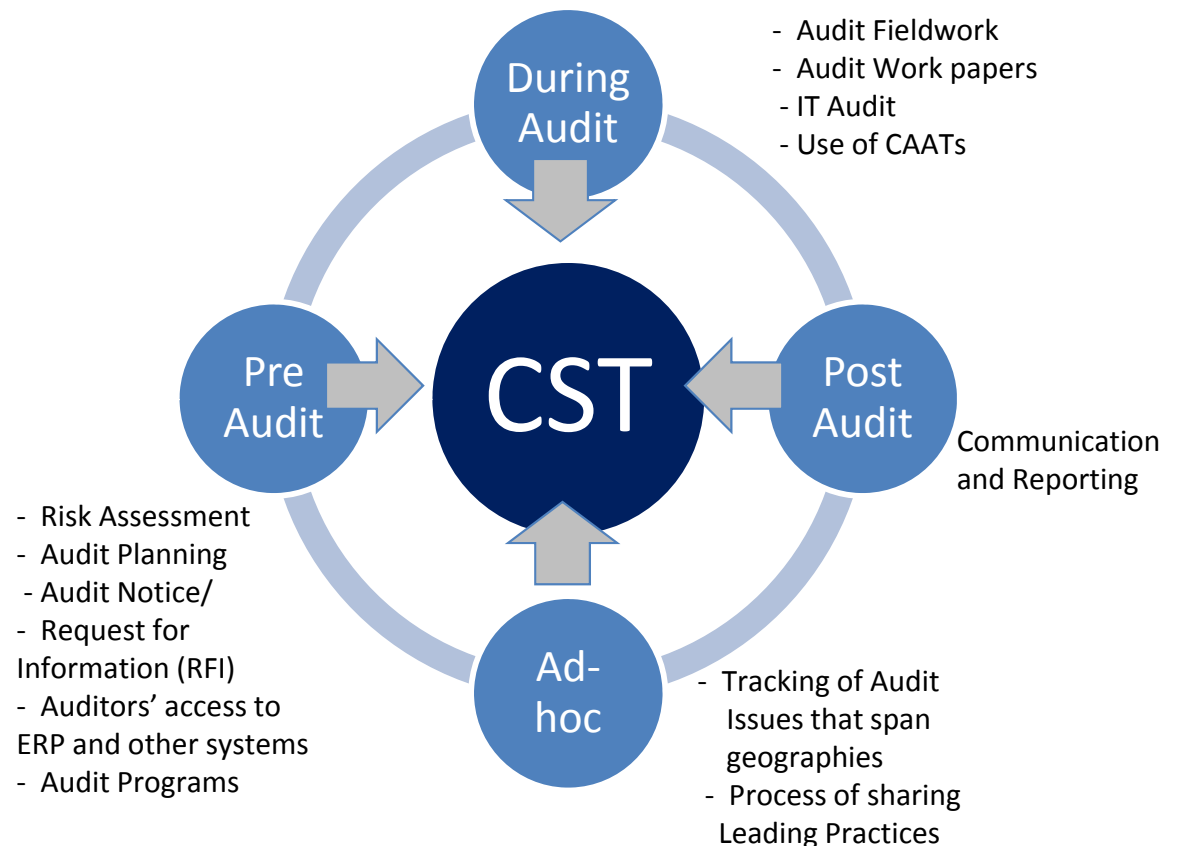 During
Audit
- Audit Fieldwork
- Audit Work papers
- IT Audit
- Use of CAATs
Pre
Audit
CST
Post
Audit
Communication
and Reporting
- Risk Assessment
- Audit Planning
- Audit Notice/
- Request for
Information (RFI)
- Auditors’ access to
ERP and other systems
- Audit Programs
Ad-
hoc
- Tracking of Audit
Issues that span
geographies
- Process of sharing
Leading Practices